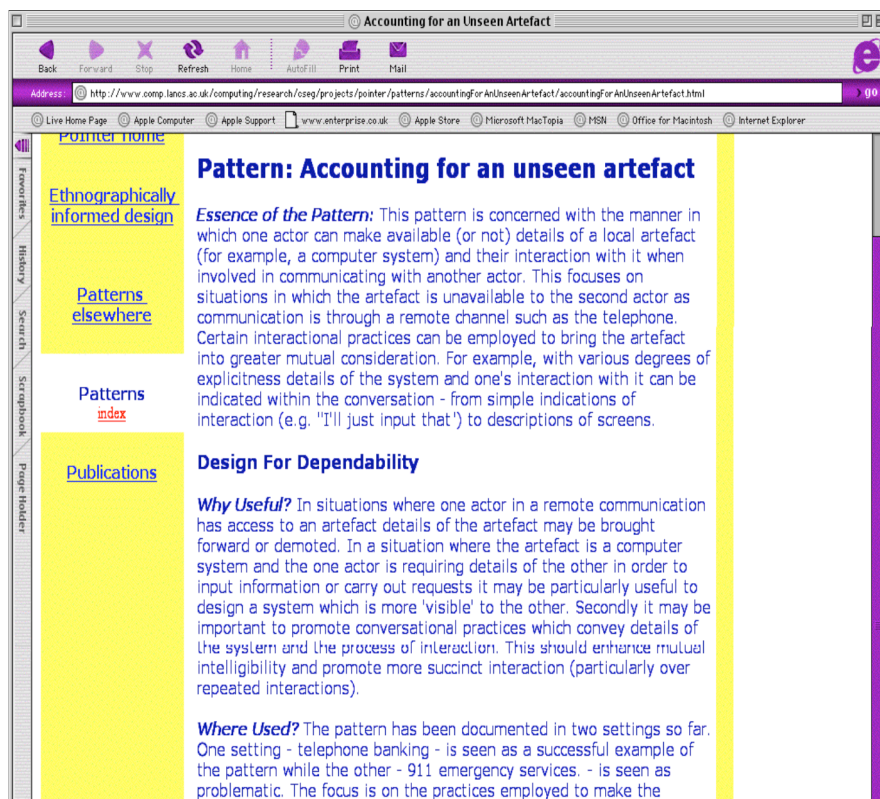 Accounting for an Unseen Artefact
Back Forward Stop Refresh Home AutoFill Print Mail
Address: http://www.comp.lancs.ac.uk/computing/research/cseg/projects/pointer/patterns/accountingForAnUnseenArtefact/accountingForAnUnseenArtefact.html go
Live Home Page Apple Computer Apple Support www.enterprise.co.uk Apple Store Microsoft MacTopia MSN Office for Macintosh Internet Explorer
Favorites
History
Search
Scrapbook
Page Holder
Pointer home
Ethnographically
informed design
Patterns
elsewhere
Patterns
index
Publications
Pattern: Accounting for an unseen artefact
Essence of the Pattern: This pattern is concerned with the manner in
which one actor can make available (or not) details of a local artefact
(for example, a computer system) and their interaction with it when
involved in communicating with another actor. This focuses on
situations in which the artefact is unavailable to the second actor as
communication is through a remote channel such as the telephone.
Certain interactional practices can be employed to bring the artefact
into greater mutual consideration. For example, with various degrees of
explicitness details of the system and one's interaction with it can be
indicated within the conversation - from simple indications of
interaction (e.g. "I'll just input that') to descriptions of screens.
Design For Dependability
Why Useful? In situations where one actor in a remote communication
has access to an artefact details of the artefact may be brought
forward or demoted. In a situation where the artefact is a computer
system and the one actor is requiring details of the other in order to
input information or carry out requests it may be particularly useful to
design a system which is more 'visible' to the other. Secondly it may be
important to promote conversational practices which convey details of
the system and the process of interaction. This should enhance mutual
intelligibility and promote more succinct interaction (particularly over
repeated interactions).
Where Used? The pattern has been documented in two settings so far.
One setting - telephone banking - is seen as a successful example of
the pattern while the other - 911 emergency services. - is seen as
problematic. The focus is on the practices employed to make the